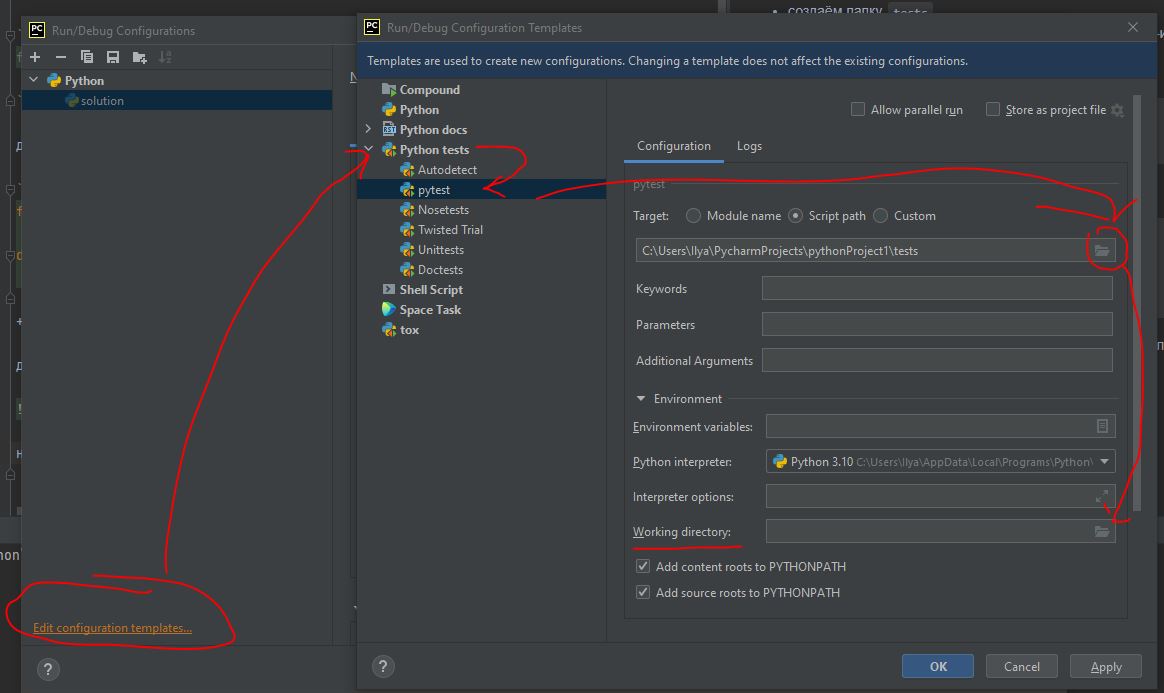 создаём папку tests
Run/Debug Configurations
Python
solution
Edit configuration templates...
Run/Debug Configuration Templates
Templates are used to create new configurations. Changing a template does not affect the existing configurations.
Compound
Python
Python docs
Python tests
Autodetect
pytest
Nosetests
Twisted Trial
Unittests
Doctests
Shell Script
Space Task
tox
Allow parallel run
Store as project file
Configuration
Logs
pytest
Target:
Module name
Script path
Custom
C:\Users\Ilya\PycharmProjects\pythonProject1\tests
Keywords
Parameters
Additional Arguments
Environment
Environment variables:
Python interpreter:
Python 3.10 C:\Users\Ilya\AppData\Local\Programs\Python\
Interpreter options:
Working directory:
Add content roots to PYTHONPATH
Add source roots to PYTHONPATH
?
?
OK
Cancel
Apply